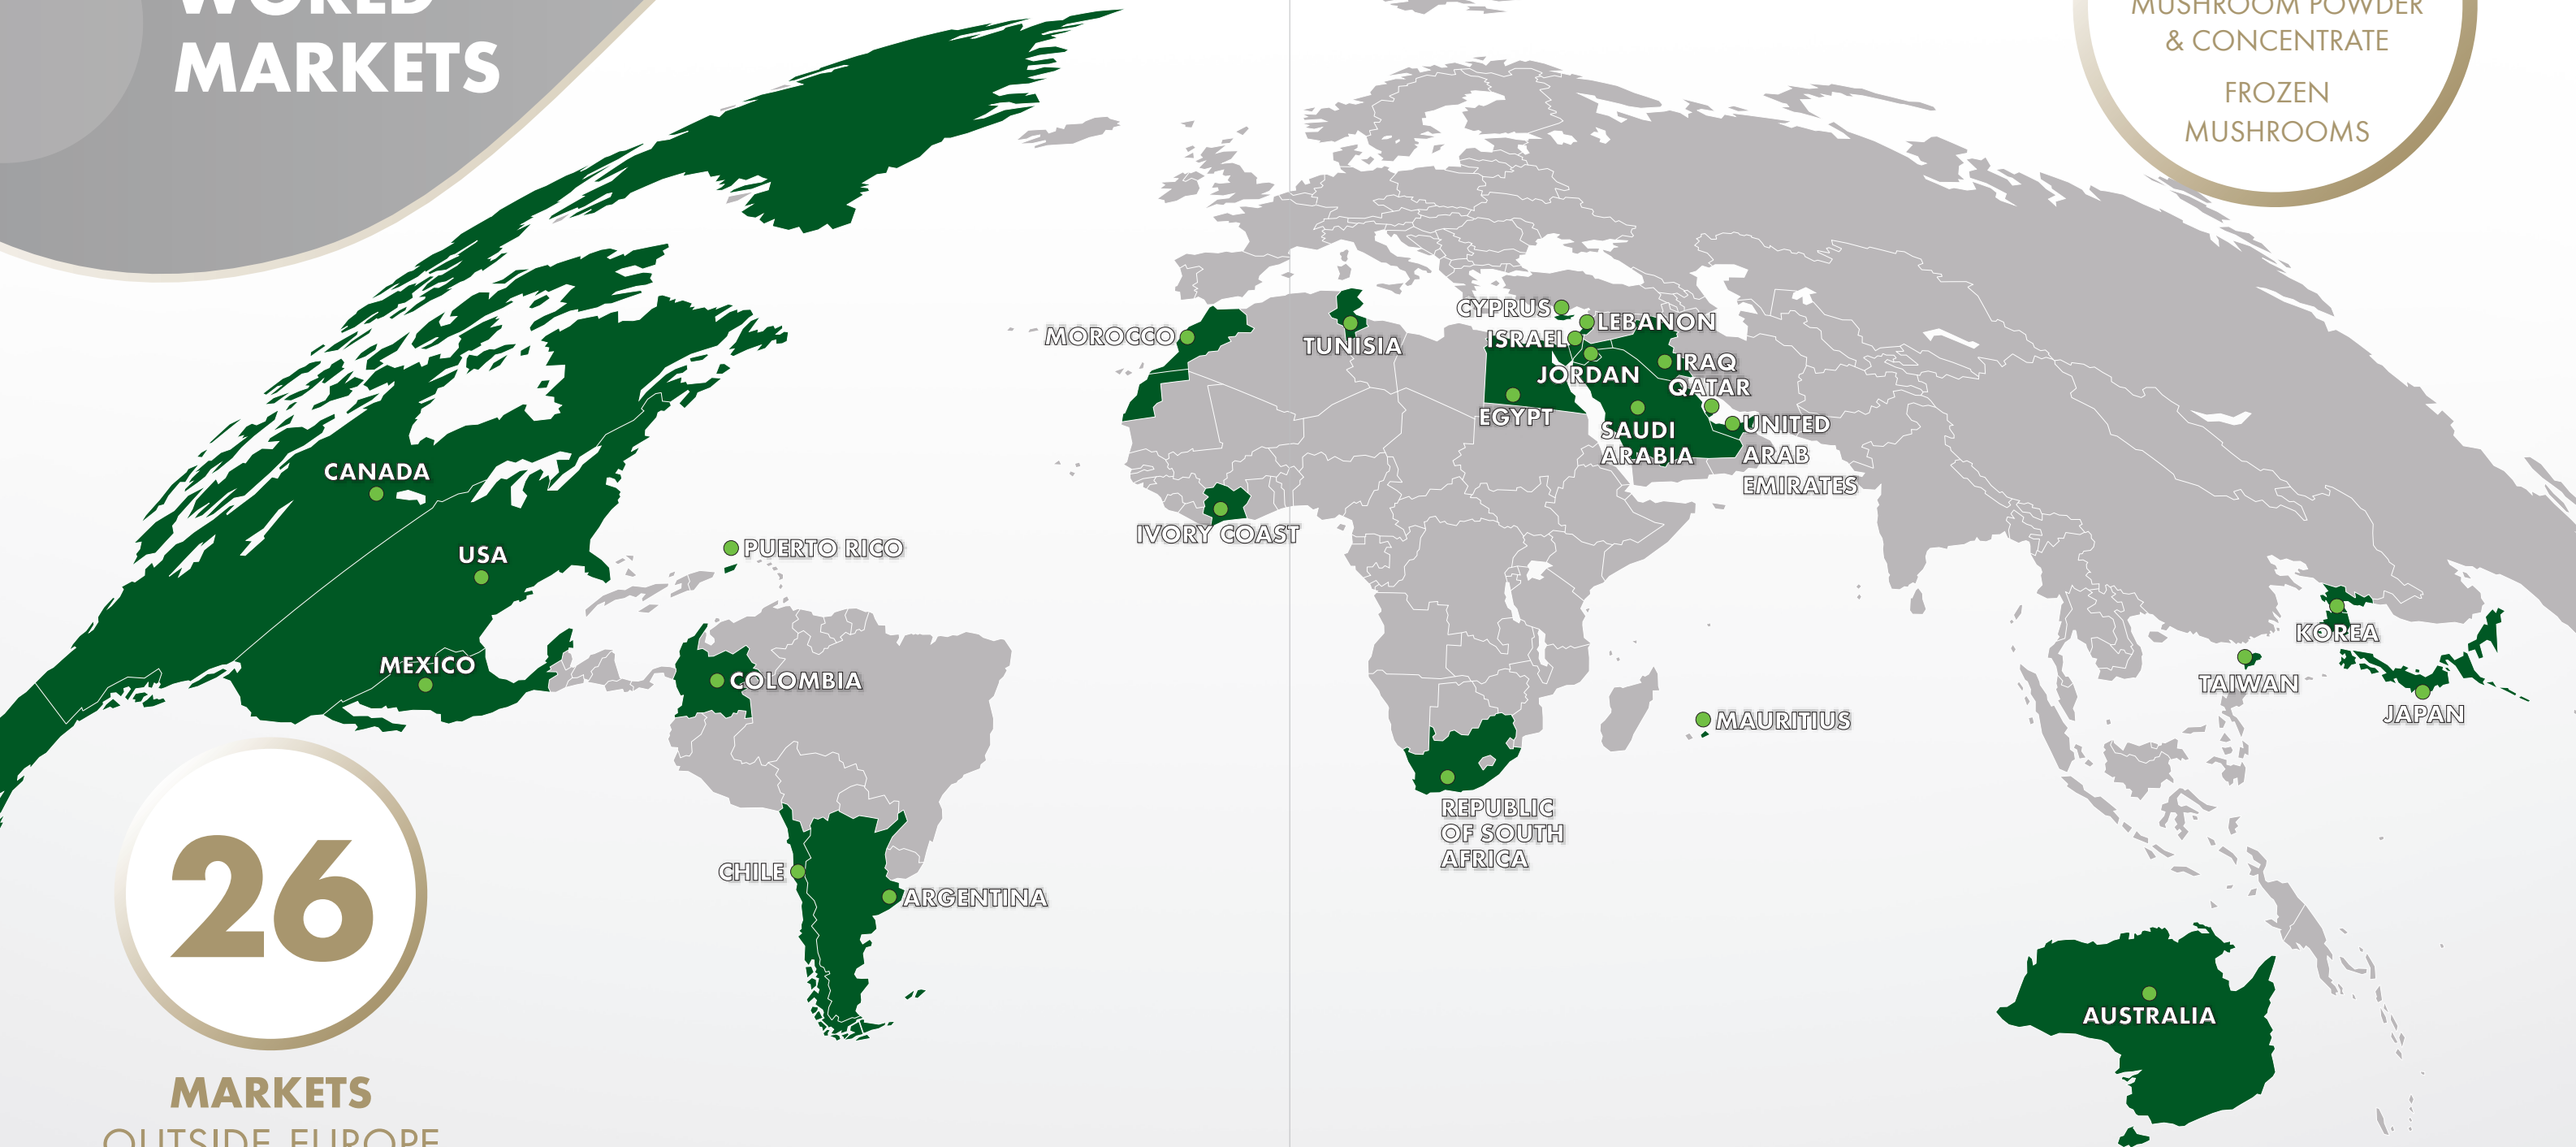 WORLD
MARKETS
MUSHROOM POWDER
& CONCENTRATE
FROZEN
MUSHROOMS
CYPRUS
LEBANON
MOROCCO
TUNISIA
ISRAEL
IRAQ
JORDAN
QATAR
EGYPT
SAUDI
ARABIA
UNITED
ARAB
EMIRATES
CANADA
USA
PUERTO RICO
IVORY COAST
MEXICO
COLOMBIA
KOREA
TAIWAN
JAPAN
MAURITIUS
REPUBLIC
OF SOUTH
AFRICA
CHILE
ARGENTINA
26
MARKETS
OUTSIDE EUROPE
AUSTRALIA